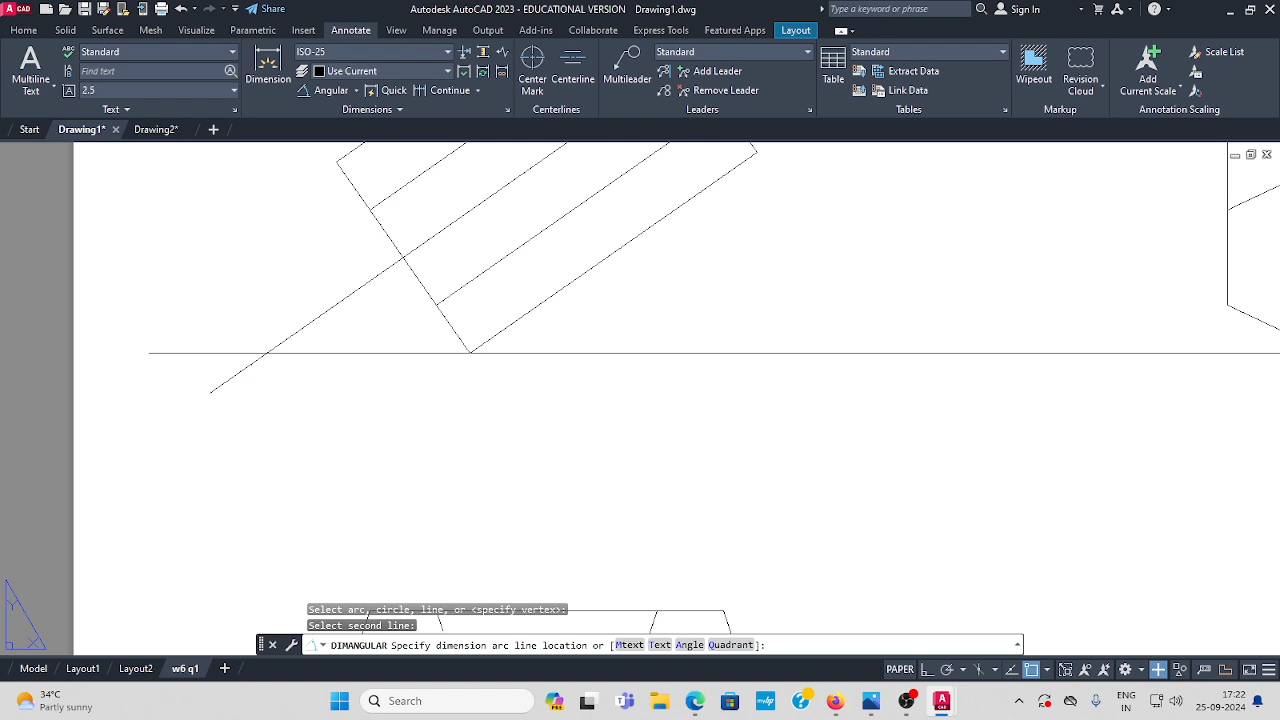 CAD
Share
Autodesk AutoCAD 2023 - EDUCATIONAL VERSION Drawing1.dwg
Type a keyword or phrase
Sign In
Home Solid Surface Mesh Visualize Parametric Insert Annotate View Manage Output Add-ins Collaborate Express Tools Featured Apps Layout
Multiline
Text
Standard
Find text
2.5
Text
Dimension
ISO-25
Use Current
Angular Quick Continue
Dimensions
Center
Mark
Centerline
Centerlines
Multileader
Standard
Add Leader
Remove Leader
Leaders
Table
Standard
Extract Data
Link Data
Tables
Wipeout
Revision
Cloud
Markup
Add
Current Scale
Scale List
Annotation Scaling
Start Drawing1* Drawing2*
Select arc, circle, line, or <specify vertex>:
Select second line:
DIMANGULAR Specify dimension arc line location or [Mtext Text Angle Quadrant]:
Model Layout1 Layout2 w6 q1
PAPER
34°C
Partly sunny
Search
ENG
IN
17:22
25-09-2024